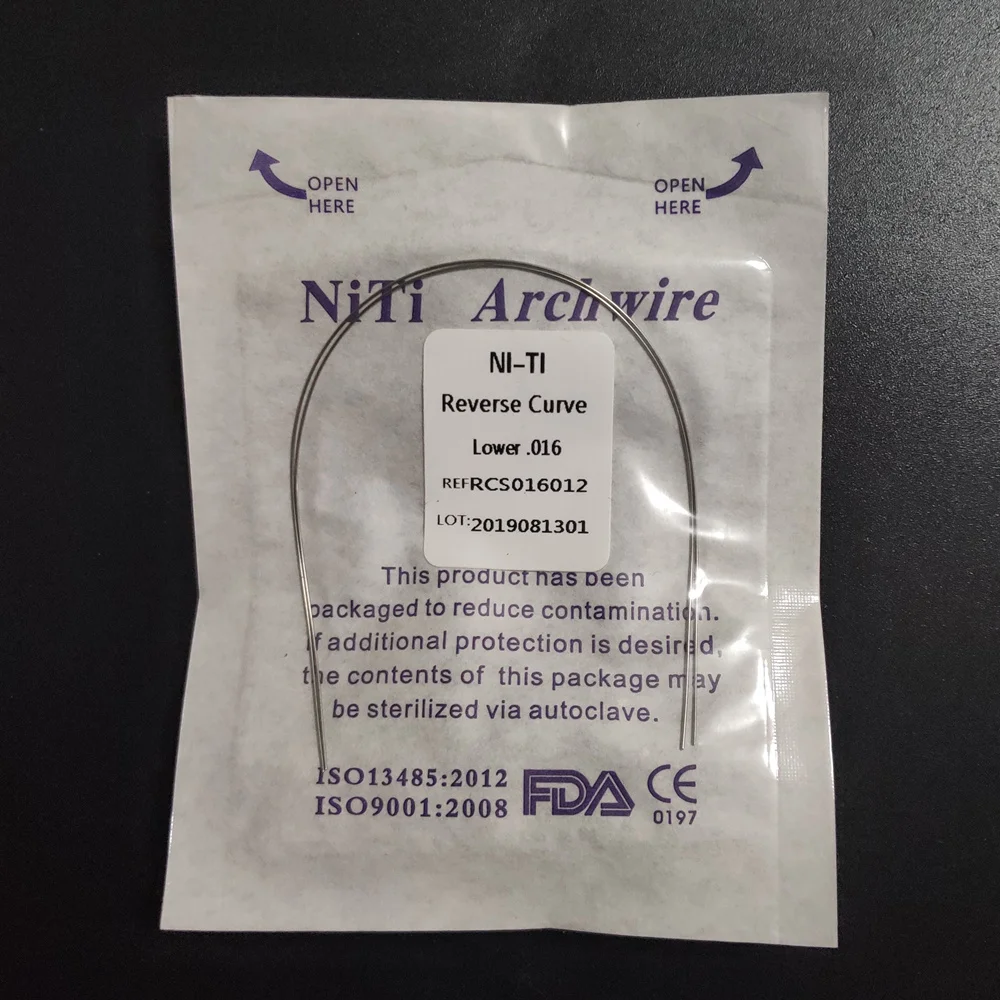 OPEN
HERE
OPEN
HERE
NiTi Archwire
NI-TI
Reverse Curve
Lower .016
REFRCS016012
LOT:2019081301
This product has been
packaged to reduce contamination.
If additional protection is desired,
the contents of this package may
be sterilized via autoclave.
ISO13485:2012
ISO9001:2008
FDA
CE
0197